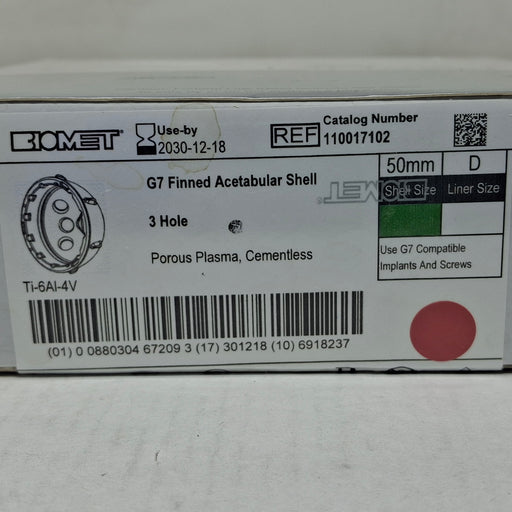 BIOMET
Use-by
2030-12-18
REF
Catalog Number
110017102
G7 Finned Acetabular Shell
50mm
D
Shell Size
Liner Size
3 Hole
BIOMET
Porous Plasma, Cementless
Use G7 Compatible
Implants And Screws
Ti-6Al-4V
(01) 0 0880304 67209 3 (17) 301218 (10) 6918237